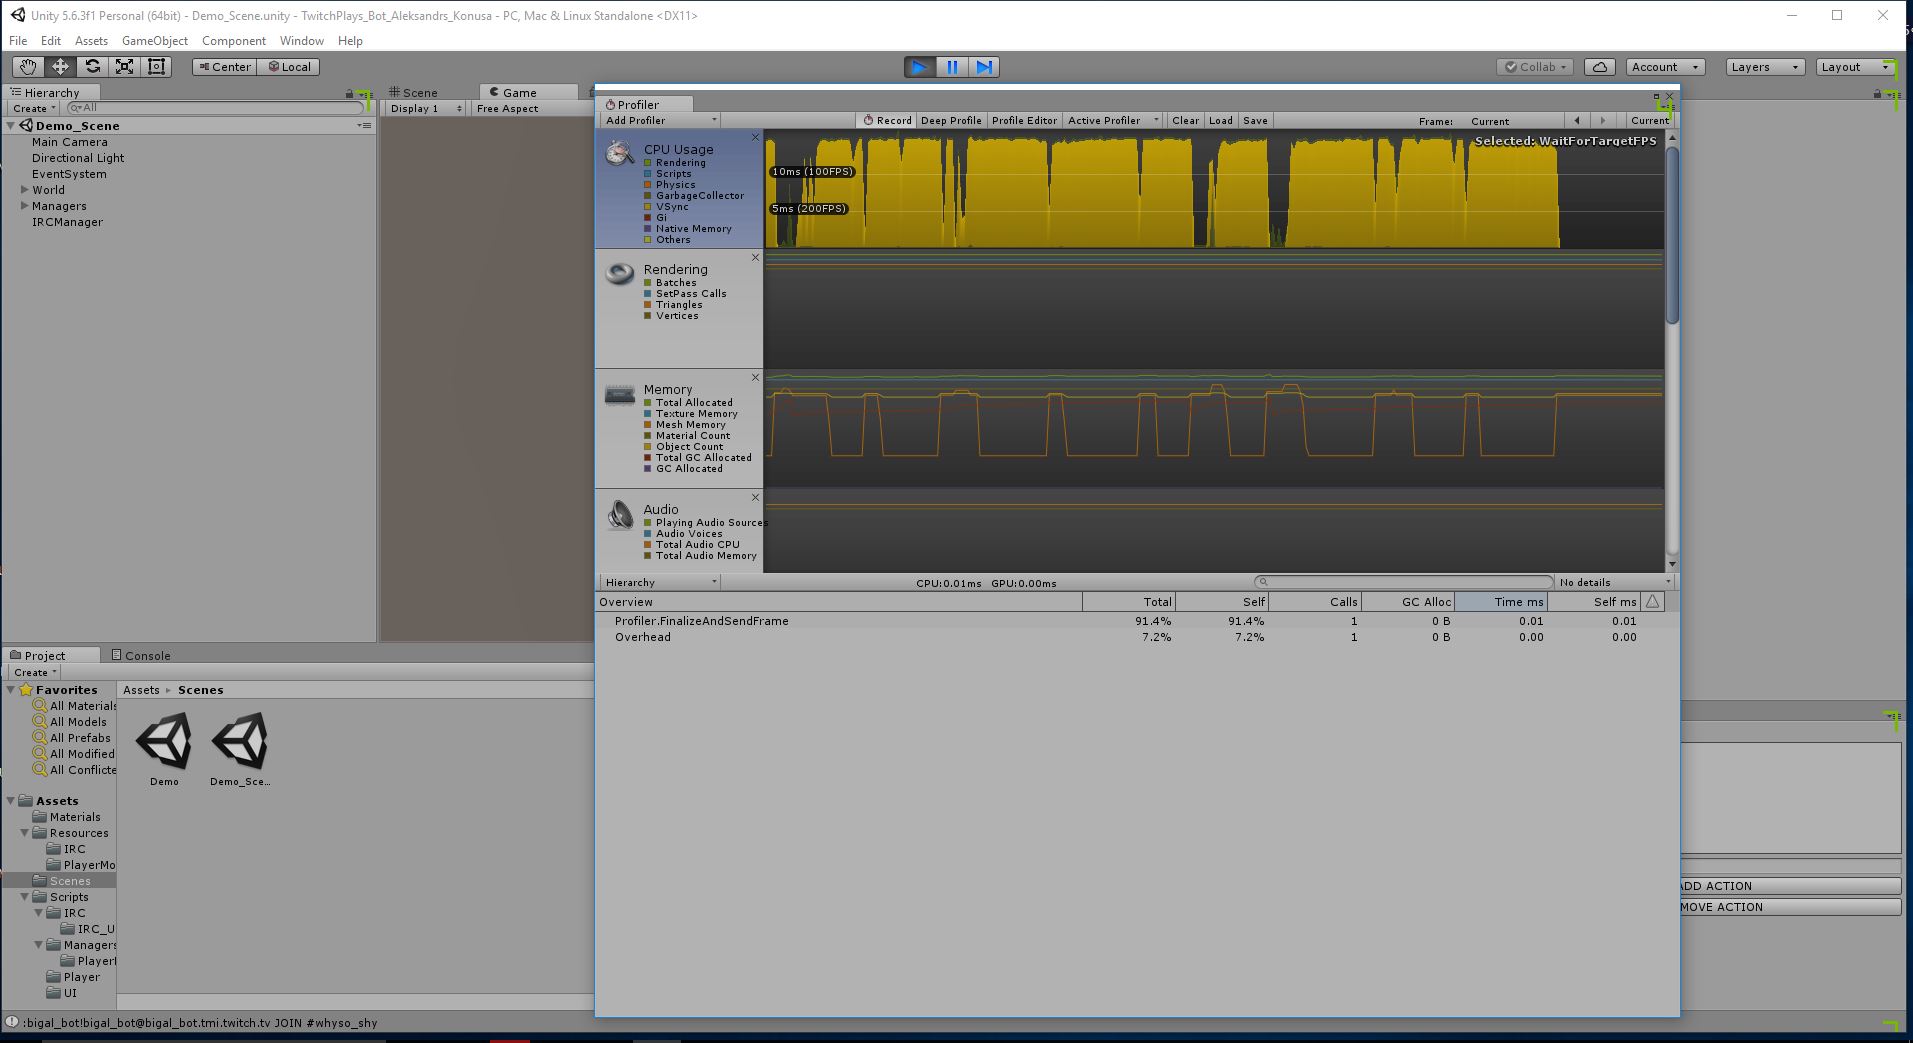 Unity 5.6.3f1 Personal (64bit) - Demo_Scene.unity - TwitchPlays_Bot_Aleksandrs_Konusa - PC, Mac & Linux Standalone <DX11>
File Edit Assets GameObject Component Window Help
Center Local Collab Account Layers Layout
Hierarchy
Create All
Demo_Scene
Main Camera
Directional Light
EventSystem
World
Managers
IRCManager
Scene Game
Display 1 Free Aspect
Profiler
Add Profiler Record Deep Profile Profile Editor Active Profiler Clear Load Save Frame: Current Current
CPU Usage
Rendering
Scripts
Physics
GarbageCollector
VSync
Gi
Native Memory
Others
Selected: WaitForTargetFPS
10ms (100FPS)
5ms (200FPS)
Rendering
Batches
SetPass Calls
Triangles
Vertices
Memory
Total Allocated
Texture Memory
Mesh Memory
Material Count
Object Count
Total GC Allocated
GC Allocated
Audio
Playing Audio Sources
Audio Voices
Total Audio CPU
Total Audio Memory
Hierarchy CPU:0.01ms GPU:0.00ms No details
Overview Total Self Calls GC Alloc Time ms Self ms
Profiler.FinalizeAndSendFrame 91.4% 91.4% 1 0 B 0.01 0.01
Overhead 7.2% 7.2% 1 0 B 0.00 0.00
Project Console
Create
Favorites
All Materials
All Models
All Prefabs
All Modified
All Conflicte
Assets
Materials
Resources
IRC
PlayerMo
Scenes
Scripts
IRC
IRC_U
Managers
Player
Player
UI
Assets Scenes
Demo Demo_Sce...
ADD ACTION
MOVE ACTION
:bigal_bot!bigal_bot@bigal_bot.tmi.twitch.tv JOIN #whyso_shy